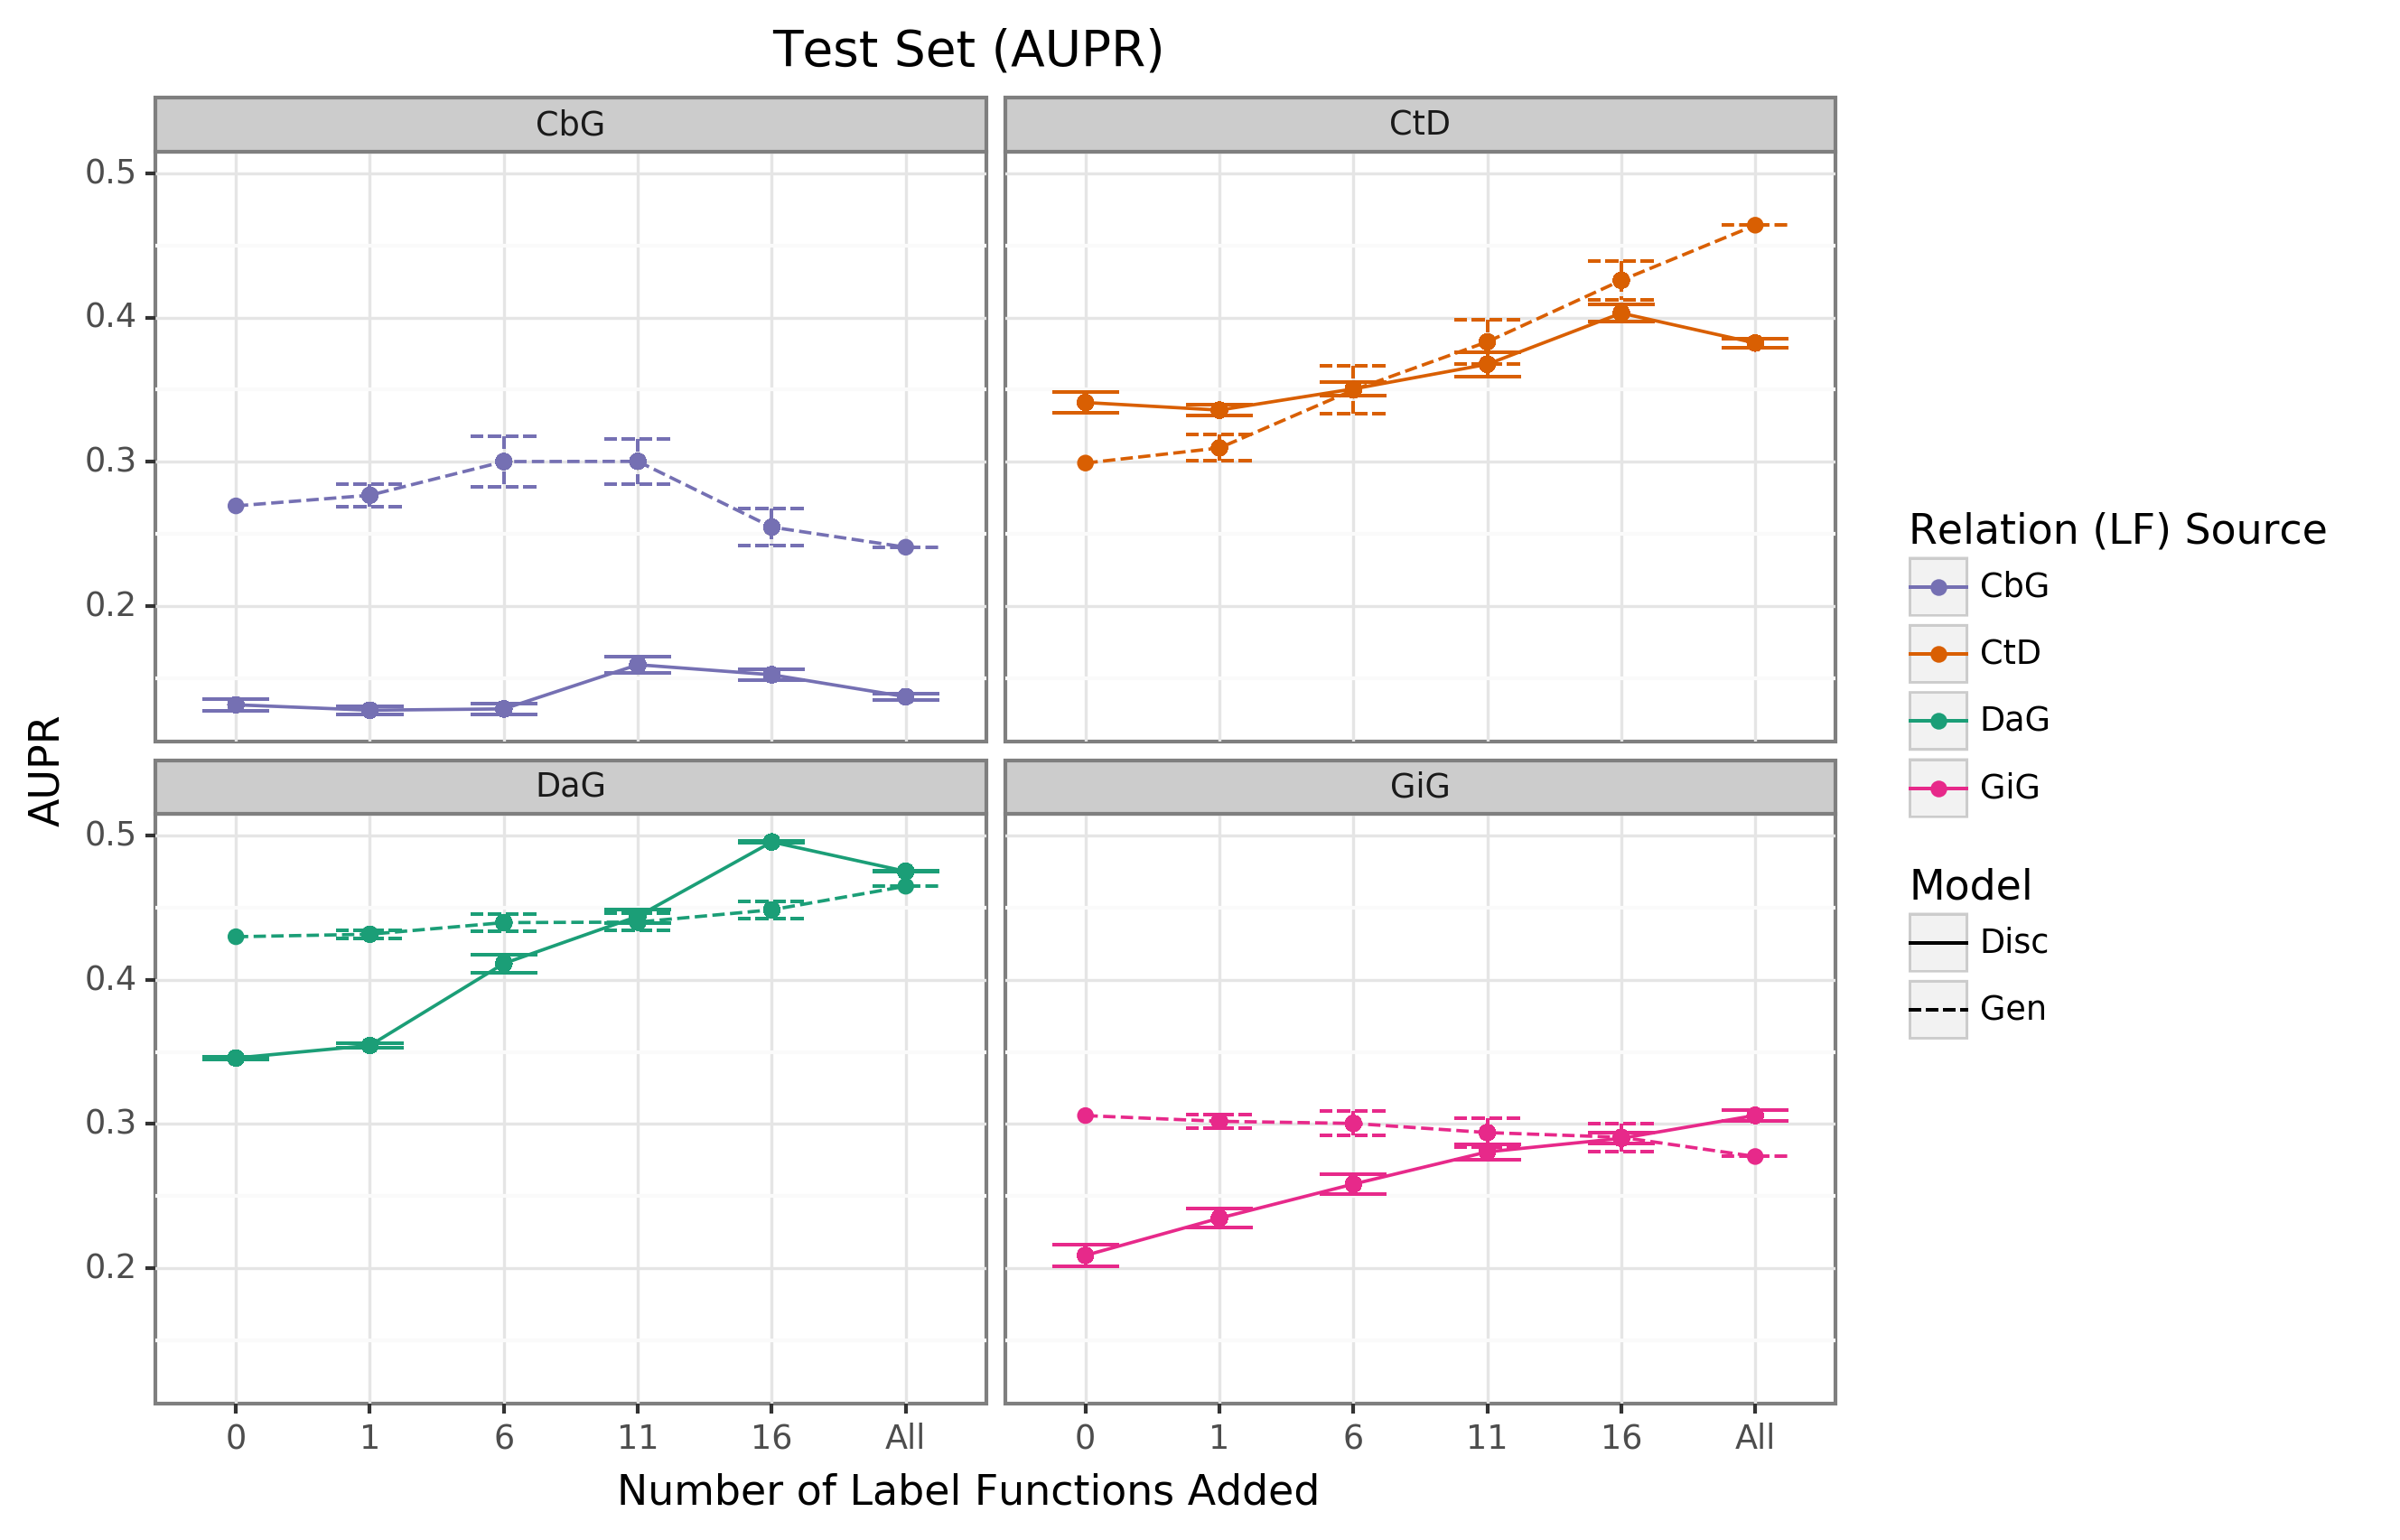 Test Set (AUPR)
CbG
CtD
0.5
0.4
0.3
0.2
AUPR
DaG
GiG
0.5
0.4
0.3
0.2
0 1 6 11 16 All
0 1 6 11 16 All
Number of Label Functions Added
Relation (LF) Source
CbG
CtD
DaG
GiG
Model
Disc
Gen